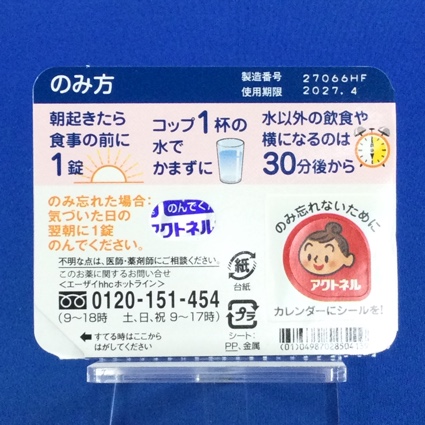 のみ方
製造番号 27066HF
使用期限 2027.4
朝起きたら
食事の前に
1錠
コップ1杯の
水で
かまずに
水以外の飲食や
横になるのは
30分後から
のみ忘れた場合:
気づいた日の
翌朝に1錠
のんでください。
のんでく
アクトネル
不明な点は、医師・薬剤師にご相談ください。
このお薬に関するお問い合せ
<エーザイhhcホットライン>
0120-151-454
(9~18時 土、日、祝 9~17時)
すてる時はここから
はがしてください
紙
台紙
プラ
シート:
PP、金属
のみ忘れないために
アクトネル
カレンダーにシールを!